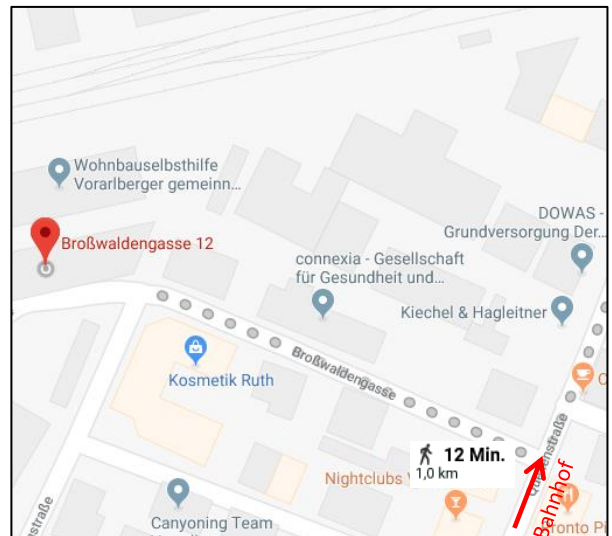 Wohnbauselbsthilfe
Vorarlberger gemeinn...
DOWAS -
Grundversorgung Der...
Broßwaldengasse 12
connexia - Gesellschaft
für Gesundheit und...
Kiechel & Hagleitner
Kosmetik Ruth
Broßwaldengasse
12 Min.
1,0 km
Nightclubs
Bahnhof
Canyoning Team